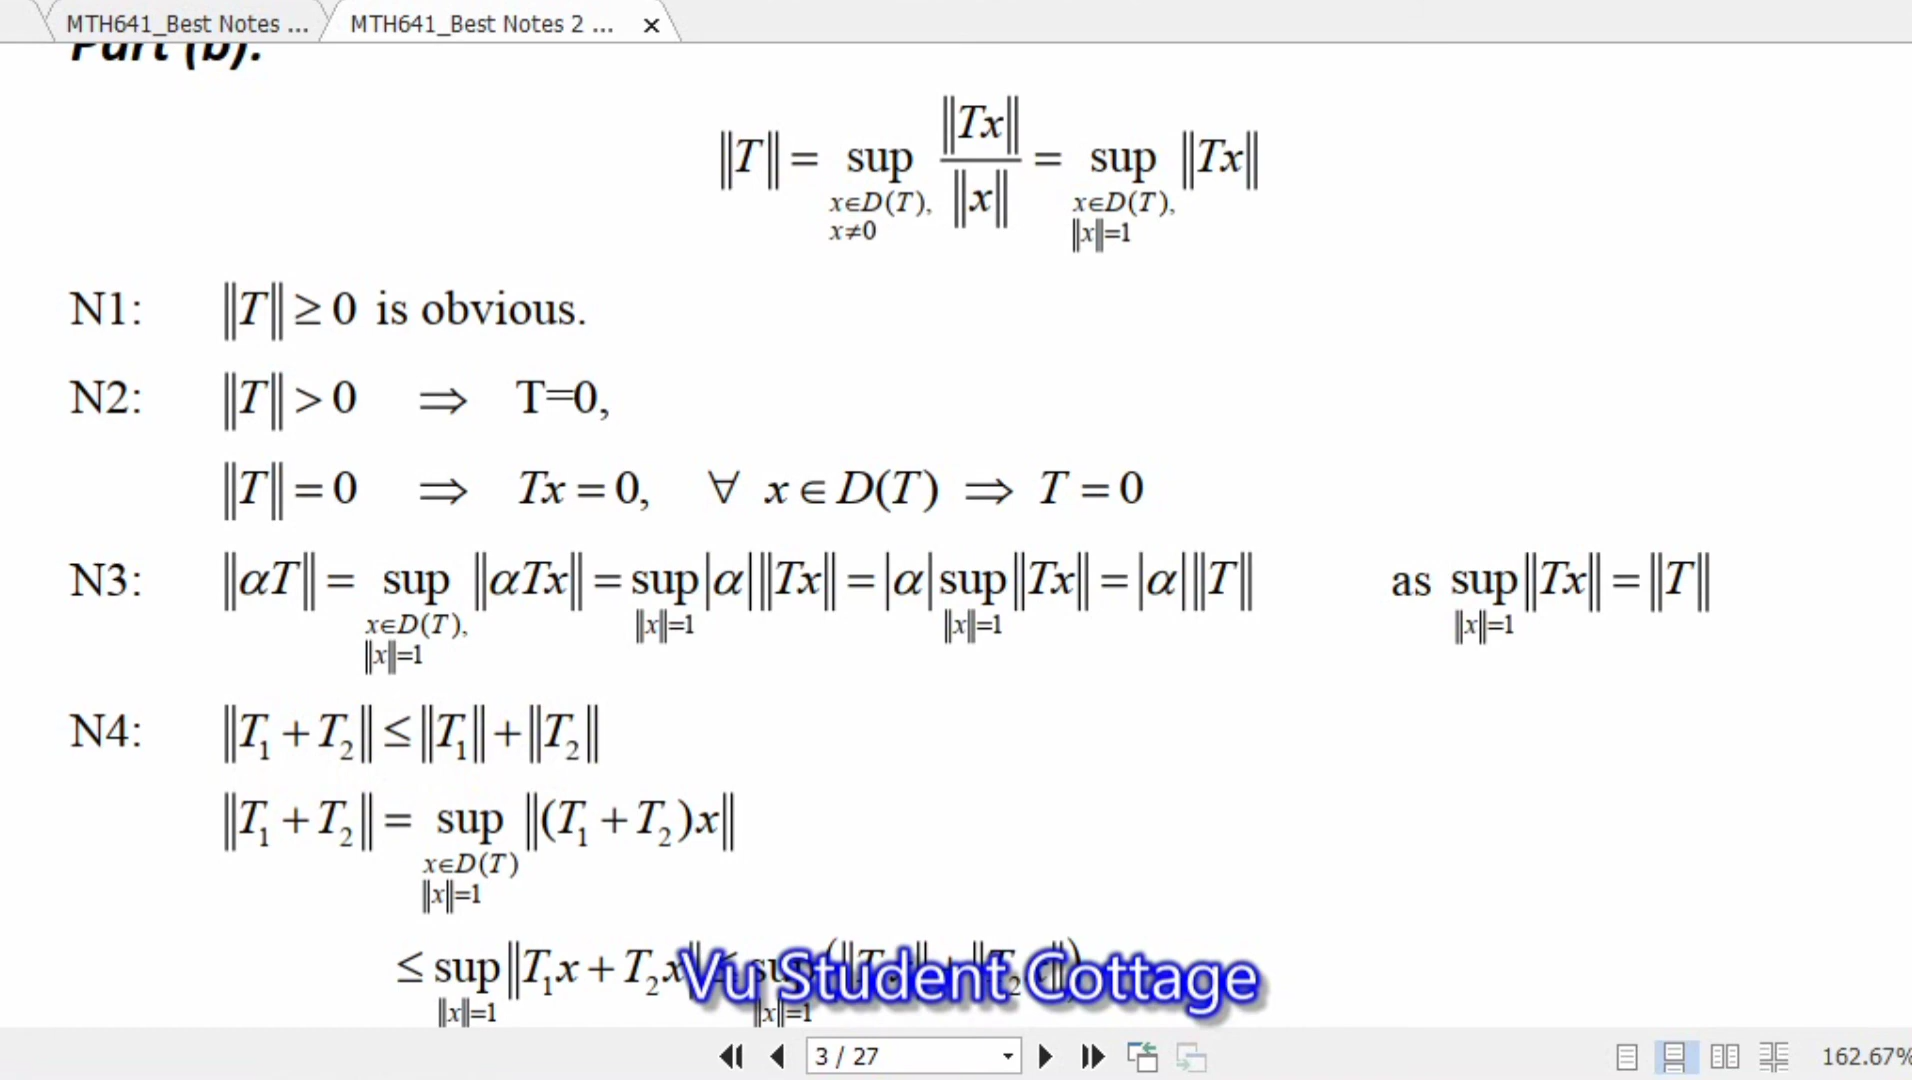 MTH641_Best Notes ... MTH641_Best Notes 2 ... ×
Part (b):
‖T‖ = sup_{x∈D(T), x≠0} ‖Tx‖/‖x‖ = sup_{x∈D(T), ‖x‖=1} ‖Tx‖
N1: ‖T‖ ≥ 0 is obvious.
N2: ‖T‖ > 0 ⇒ T=0,
‖T‖ = 0 ⇒ Tx = 0, ∀ x ∈ D(T) ⇒ T = 0
N3: ‖αT‖ = sup_{x∈D(T), ‖x‖=1} ‖αTx‖ = sup_{‖x‖=1} |α|‖Tx‖ = |α| sup_{‖x‖=1} ‖Tx‖ = |α|‖T‖ as sup_{‖x‖=1} ‖Tx‖ = ‖T‖
N4: ‖T₁ + T₂‖ ≤ ‖T₁‖ + ‖T₂‖
‖T₁ + T₂‖ = sup_{x∈D(T) ‖x‖=1} ‖(T₁ + T₂)x‖
≤ sup_{‖x‖=1} ‖T₁x + T₂x‖ ≤ sup_{‖x‖=1}
Vu Student Cottage
3 / 27 162.67%